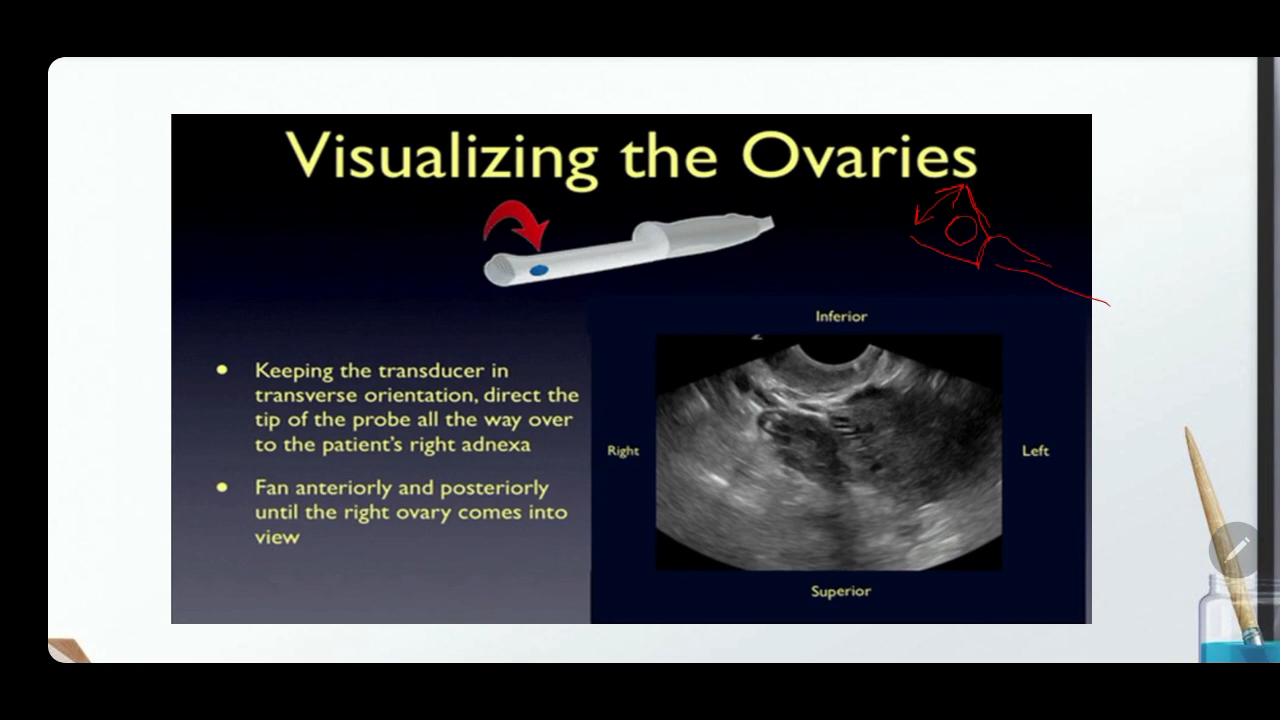 Visualizing the Ovaries
Inferior
• Keeping the transducer in
transverse orientation, direct the
tip of the probe all the way over
to the patient's right adnexa
Right
Left
• Fan anteriorly and posteriorly
until the right ovary comes into
view
Superior